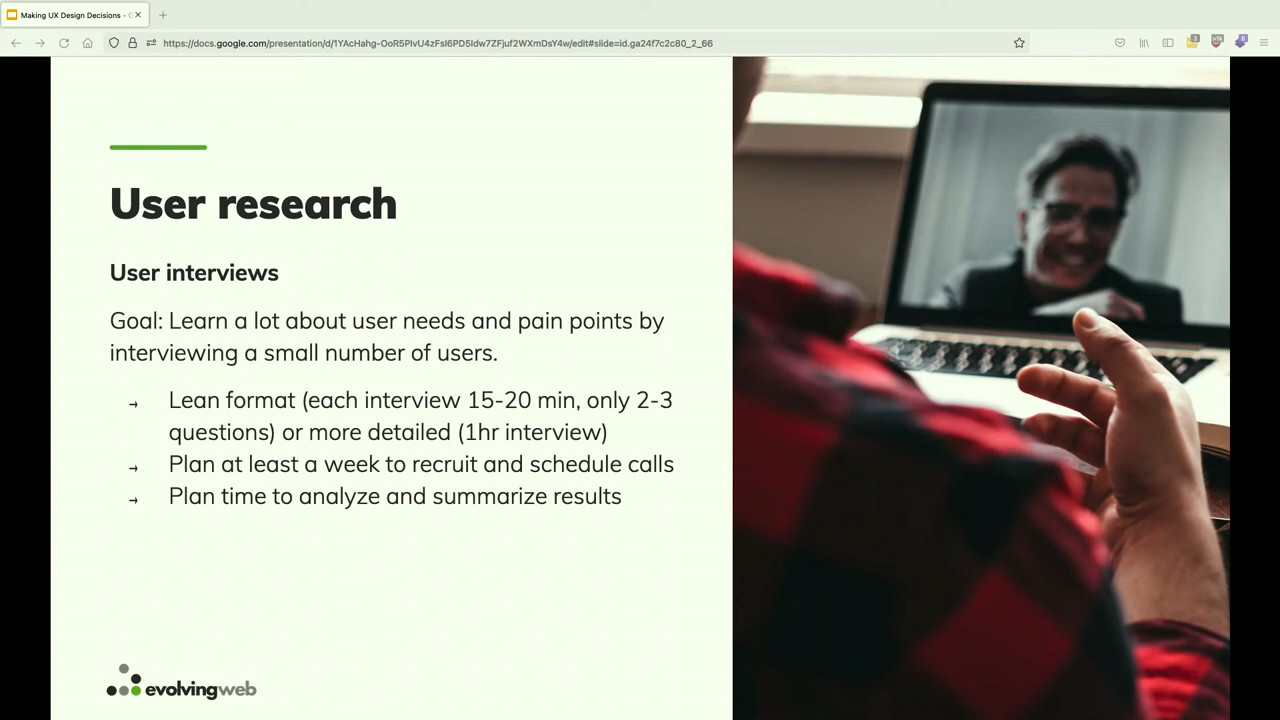 Making UX Design Decisions - C
https://docs.google.com/presentation/d/1YAcHahg-OoR5PIvU4zFsI6PD5Idw7ZFjuf2WXmDsY4w/edit#slide=id.ga24f7c2c80_2_66
User research
User interviews
Goal: Learn a lot about user needs and pain points by
interviewing a small number of users.
→ Lean format (each interview 15-20 min, only 2-3
questions) or more detailed (1hr interview)
→ Plan at least a week to recruit and schedule calls
→ Plan time to analyze and summarize results
evolvingweb